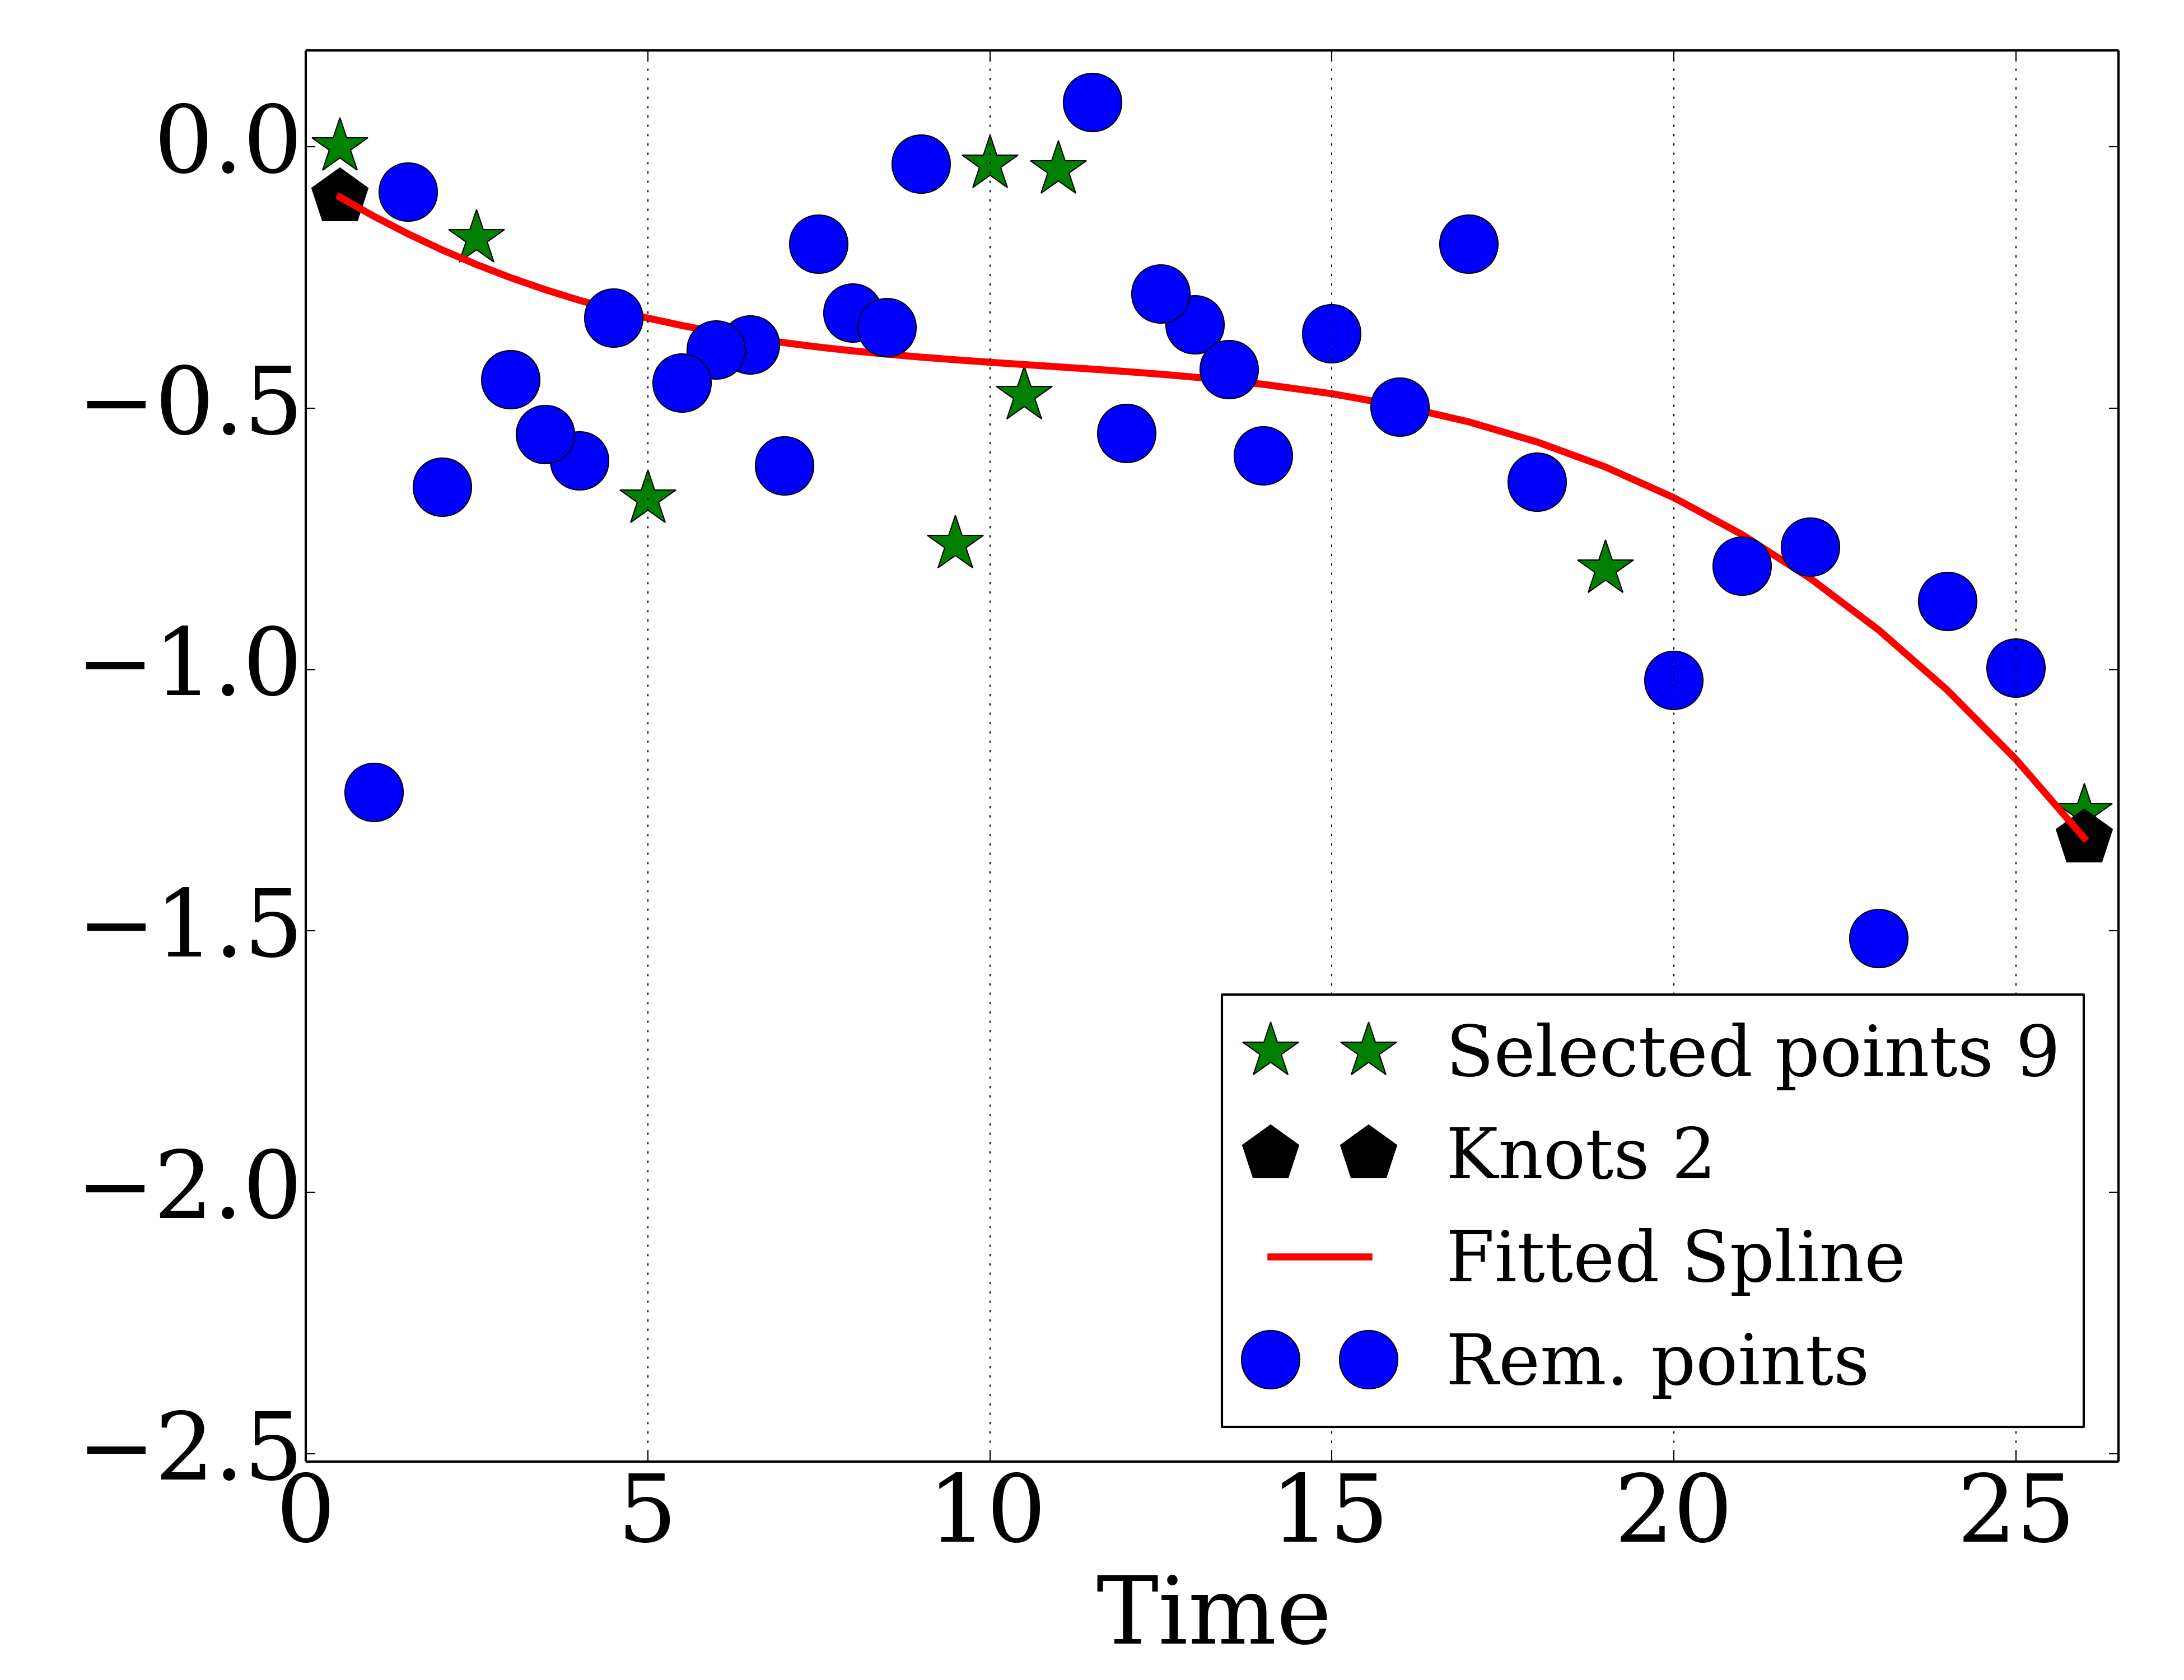 0.0
−0.5
−1.0
−1.5
−2.0
−2.5
Selected points 9
Knots 2
Fitted Spline
Rem. points
0 5 10 15 20 25
Time